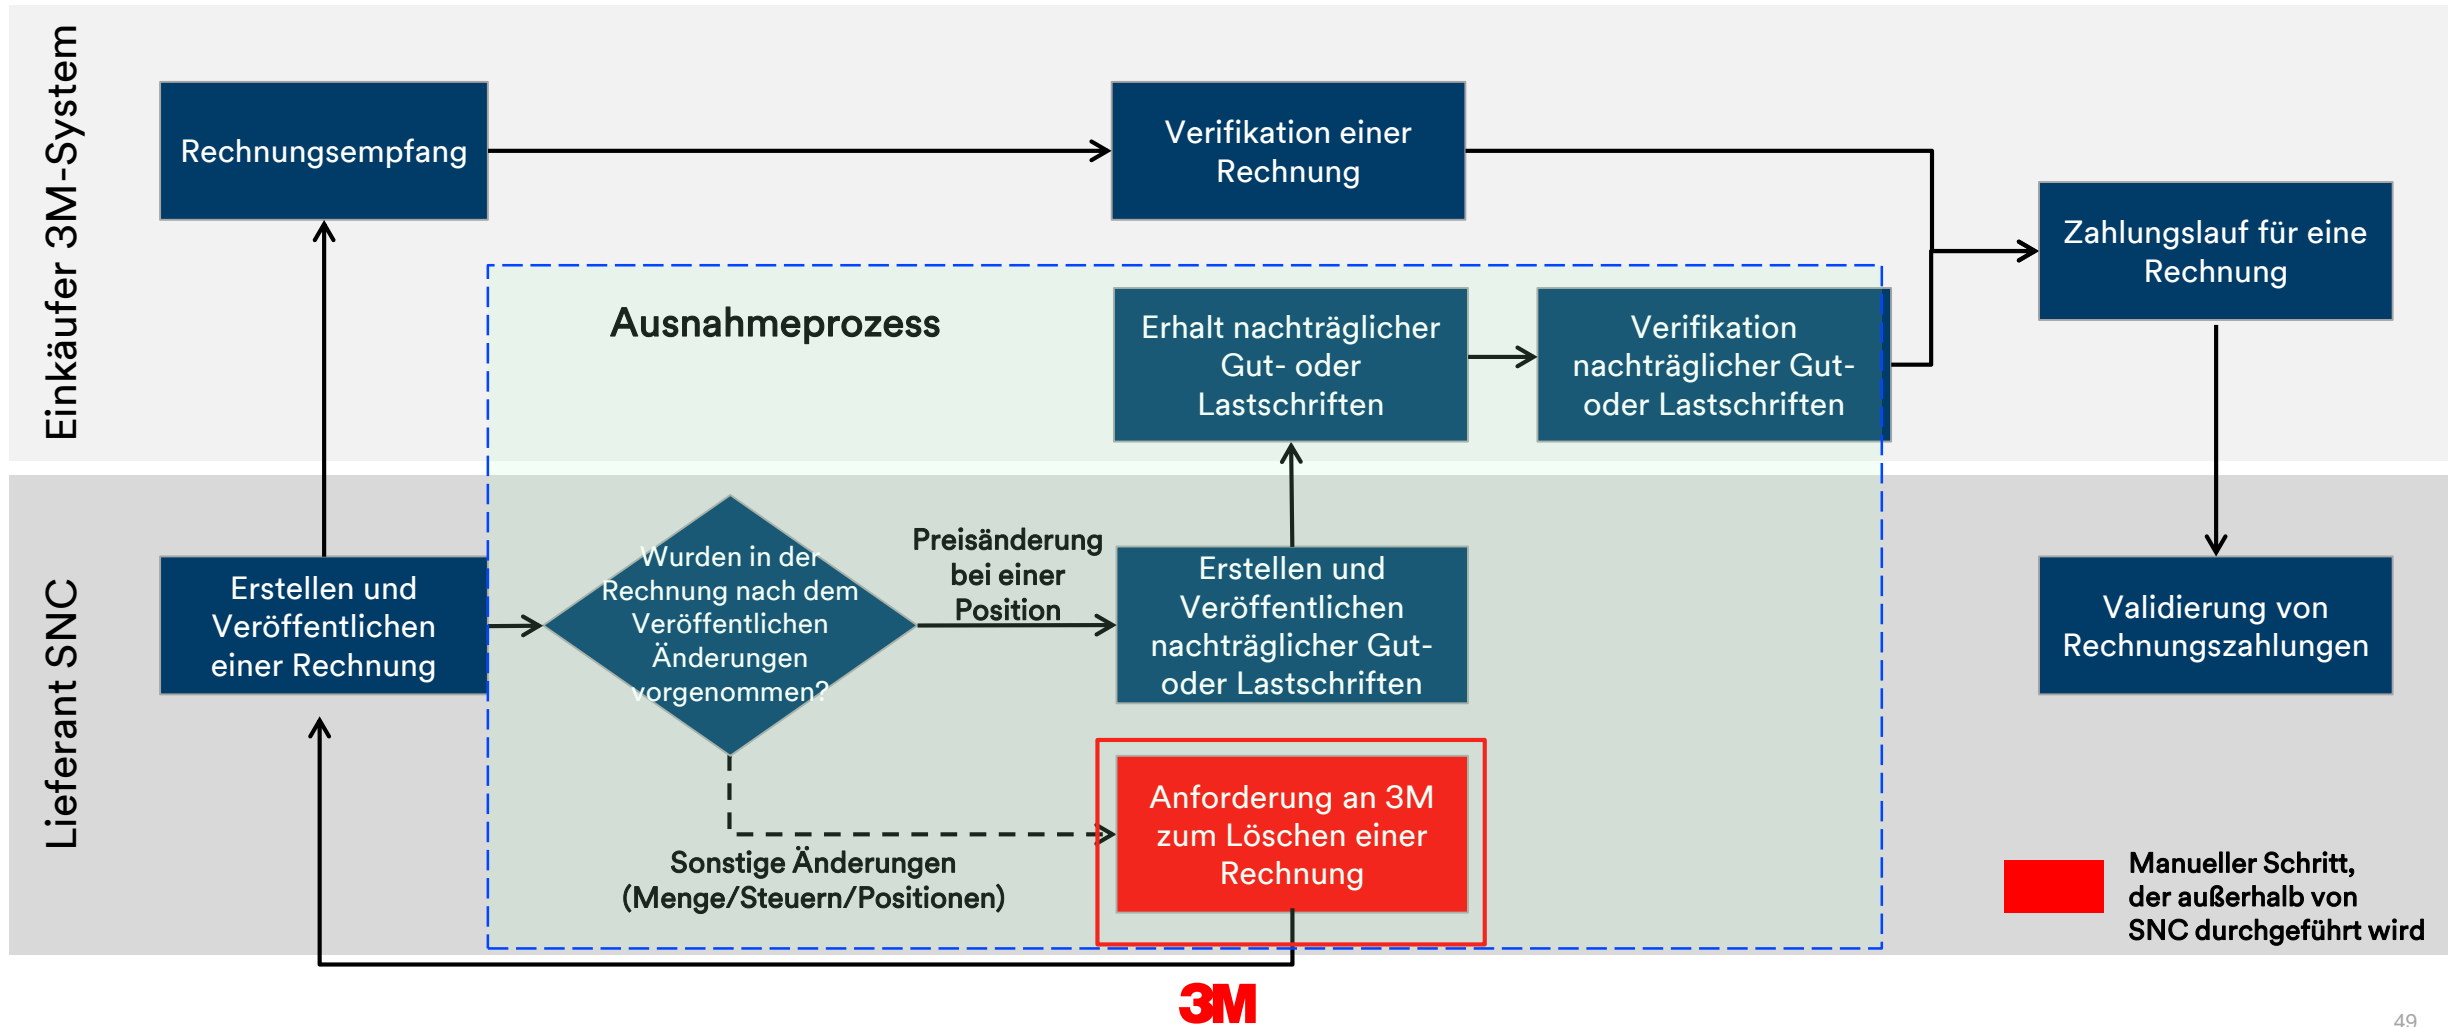 Einkäufer 3M-System
Rechnungsempfang
Verifikation einer
Rechnung
Zahlungslauf für eine
Rechnung
Ausnahmeprozess
Erhalt nachträglicher
Gut- oder
Lastschriften
Verifikation
nachträglicher Gut-
oder Lastschriften
Lieferant SNC
Erstellen und
Veröffentlichen
einer Rechnung
Wurden in der
Rechnung nach dem
Veröffentlichen
Änderungen
vorgenommen?
Preisänderung
bei einer
Position
Erstellen und
Veröffentlichen
nachträglicher Gut-
oder Lastschriften
Validierung von
Rechnungszahlungen
Sonstige Änderungen
(Menge/Steuern/Positionen)
Anforderung an 3M
zum Löschen einer
Rechnung
Manueller Schritt,
der außerhalb von
SNC durchgeführt wird
3M
49